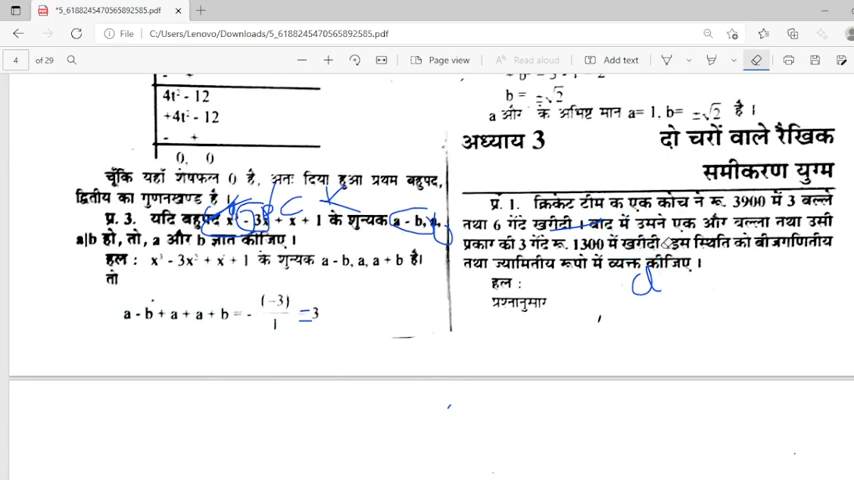 *5_6188245470565892585.pdf
File
C:/Users/Lenovo/Downloads/5_6188245470565892585.pdf
4 of 29
Page view
Read aloud
Add text
4t² - 12
+4t² - 12
- +
0, 0
चूँकि यहाँ शेषफल 0 है, अतः दिया हुआ प्रथम बहुपद,
द्वितीय का गुणनखण्ड है।
प्र. 3. यदि बहुपद x³ - 3x² + x + 1 के शून्यक a - b, a,
a|b हो, तो, a और b ज्ञात कीजिए।
हल : x³ - 3x² + x + 1 के शून्यक a - b, a, a + b है।
तो
a - b + a + a + b = - (-3)/1 = 3
b = ±√2
a और के अभिष्ट मान a= 1, b= ±√2 है।
अध्याय 3 दो चरों वाले रैखिक
समीकरण युग्म
प्र. 1. क्रिकेट टीम के एक कोच ने रू. 3900 में 3 बल्ले
तथा 6 गेंदे खरीदी। बाद में उसने एक और बल्ला तथा उसी
प्रकार की 3 गेंदे रू. 1300 में खरीदी इस स्थिति को बीजगणितीय
तथा ज्यामितीय रूपो में व्यक्त कीजिए।
हल :
प्रश्नानुसार
d